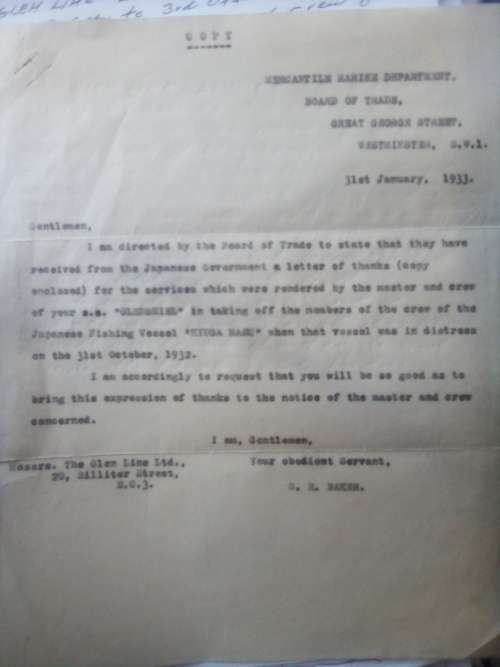 COPY
MERCANTILE MARINE DEPARTMENT,
BOARD OF TRADE,
GREAT GEORGE STREET,
WESTMINSTER, S.W.1.
31st January, 1933.
Gentlemen,
I am directed by the Board of Trade to state that they have
received from the Japanese Government a letter of thanks (copy
enclosed) for the services which were rendered by the master and crew
of your s.s. "GLENSHIEL" in taking off the members of the crew of the
Japanese Fishing Vessel "MARU" when that vessel was in distress
on the 31st October, 1932.
I am accordingly to request that you will be so good as to
bring this expression of thanks to the notice of the master and crew
concerned.
I am, Gentlemen,
Your obedient Servant,
BAKER.
Messrs. The Glen Line Ltd.,
20, Billiter Street,
E.C.3.